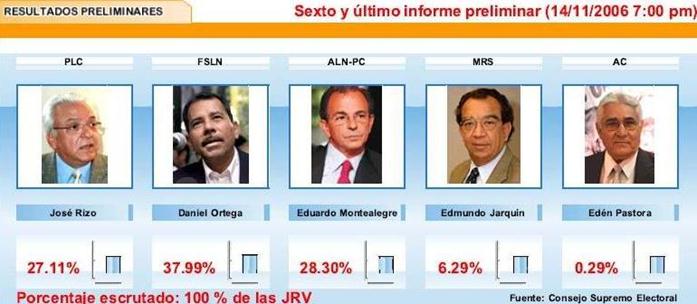 RESULTADOS PRELIMINARES
Sexto y último informe preliminar (14/11/2006 7:00 pm)
PLC FSLN ALN-PC MRS AC
José Rizo Daniel Ortega Eduardo Montealegre Edmundo Jarquín Edén Pastora
27.11% 37.99% 28.30% 6.29% 0.29%
Porcentaje escrutado: 100 % de las JRV
Fuente: Consejo Supremo Electoral